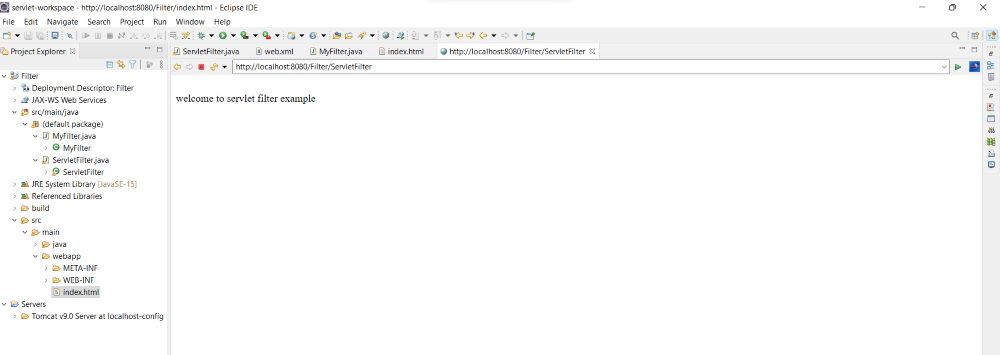 servlet-workspace - http://localhost:8080/Filter/index.html - Eclipse IDE
File Edit Navigate Search Project Run Window Help
Project Explorer
ServletFilter.java web.xml MyFilter.java index.html http://localhost:8080/Filter/ServletFilter
http://localhost:8080/Filter/ServletFilter
Filter
Deployment Descriptor: Filter
JAX-WS Web Services
src/main/java
(default package)
MyFilter.java
MyFilter
ServletFilter.java
ServletFilter
JRE System Library [JavaSE-15]
Referenced Libraries
build
src
main
java
webapp
META-INF
WEB-INF
index.html
Servers
Tomcat v9.0 Server at localhost-config
welcome to servlet filter example